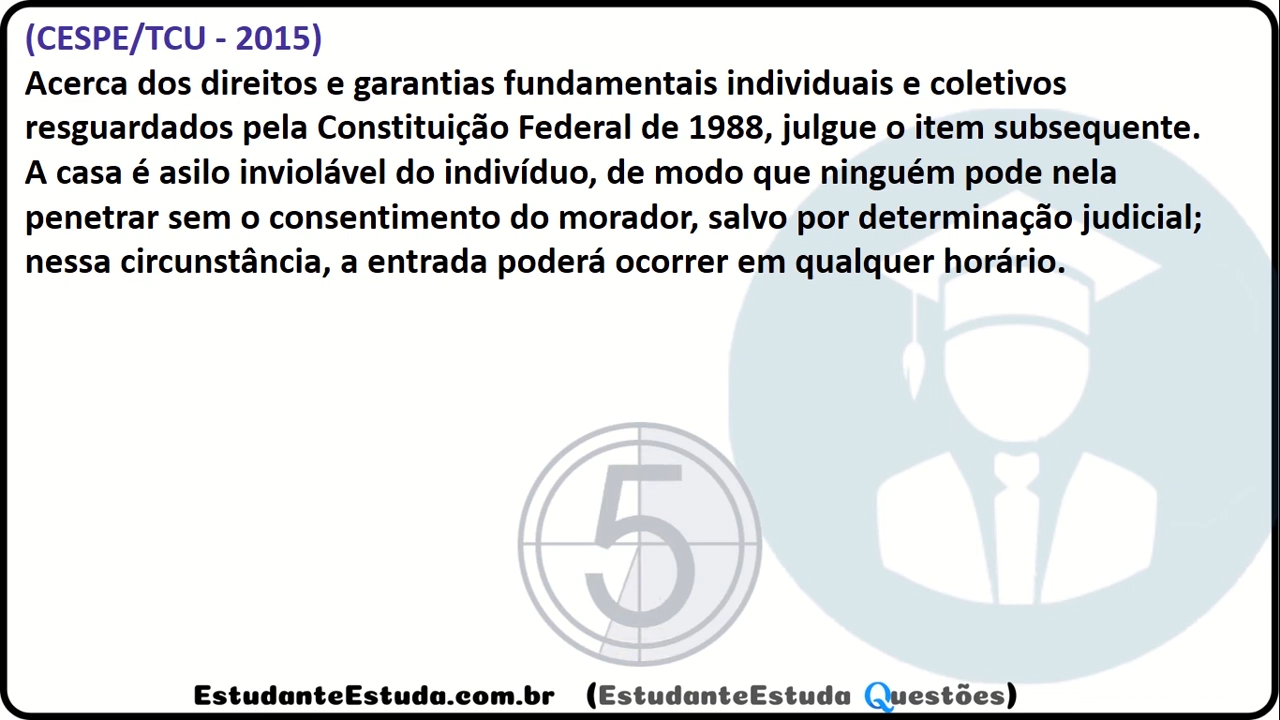 (CESPE/TCU - 2015)
Acerca dos direitos e garantias fundamentais individuais e coletivos
resguardados pela Constituição Federal de 1988, julgue o item subsequente.
A casa é asilo inviolável do indivíduo, de modo que ninguém pode nela
penetrar sem o consentimento do morador, salvo por determinação judicial;
nessa circunstância, a entrada poderá ocorrer em qualquer horário.
5
EstudanteEstuda.com.br (EstudanteEstuda Questões)